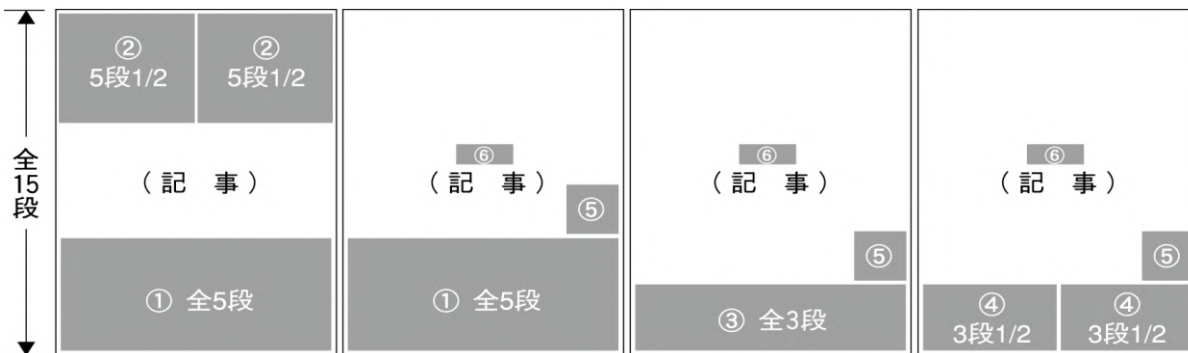 全15段
②
5段1/2
②
5段1/2
(記 事)
① 全5段
⑥
(記 事)
⑤
① 全5段
⑥
(記 事)
⑤
③ 全3段
⑥
(記 事)
⑤
④
3段1/2
④
3段1/2